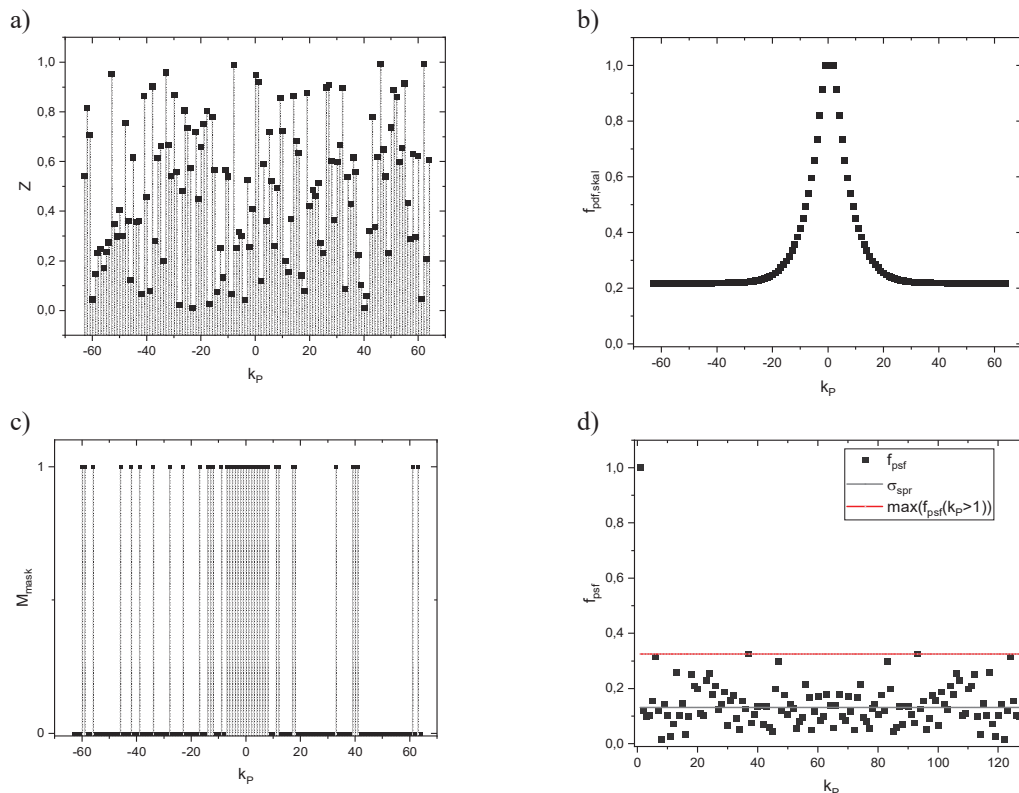 a)
1,0
0,8
0,6
0,4
0,2
0,0
Z
-60 -40 -20 0 20 40 60
k_P
b)
1,0
0,8
0,6
0,4
0,2
0,0
f_pdf,skal
-60 -40 -20 0 20 40 60
k_P
c)
1
0
M_mask
-60 -40 -20 0 20 40 60
k_P
d)
1,0
0,8
0,6
0,4
0,2
0,0
f_psf
f_psf
σ_spr
max(f_psf(k_P>1))
0 20 40 60 80 100 120
k_P